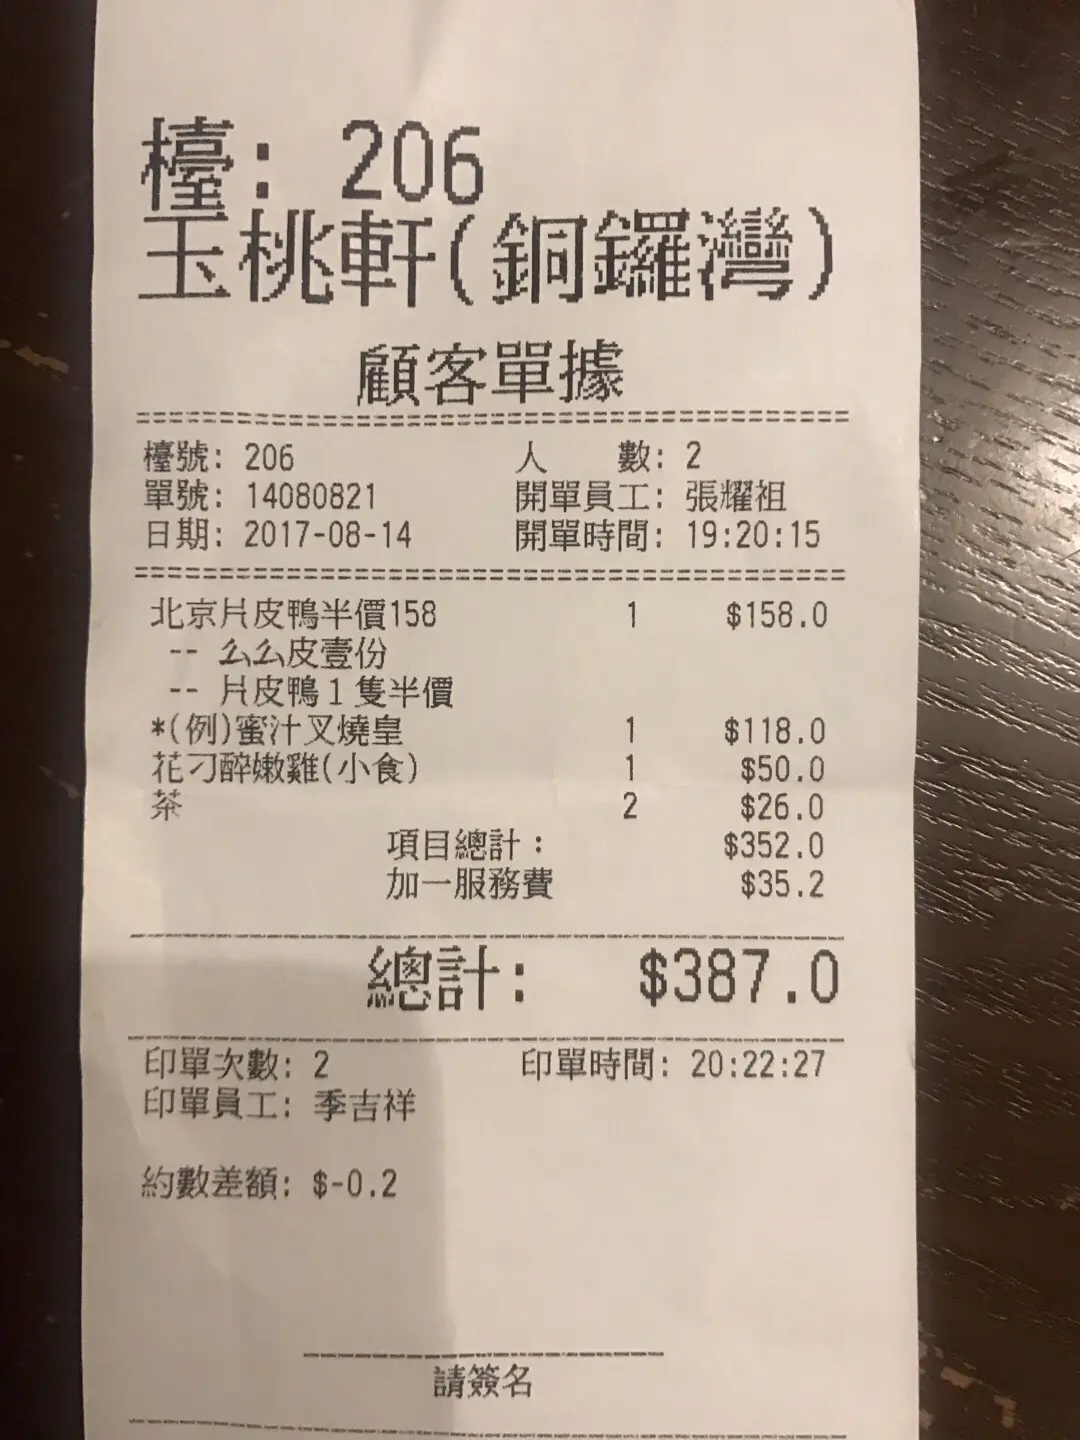 檯: 206
玉桃軒(銅鑼灣)
顧客單據
檯號: 206 人 數: 2
單號: 14080821 開單員工: 張耀祖
日期: 2017-08-14 開單時間: 19:20:15
北京片皮鴨半價158 1 $158.0
-- 么么皮壹份
-- 片皮鴨1隻半價
*(例)蜜汁叉燒皇 1 $118.0
花刁醉嫩雞(小食) 1 $50.0
茶 2 $26.0
項目總計: $352.0
加一服務費 $35.2
總計: $387.0
印單次數: 2 印單時間: 20:22:27
印單員工: 季吉祥
約數差額: $-0.2
請簽名